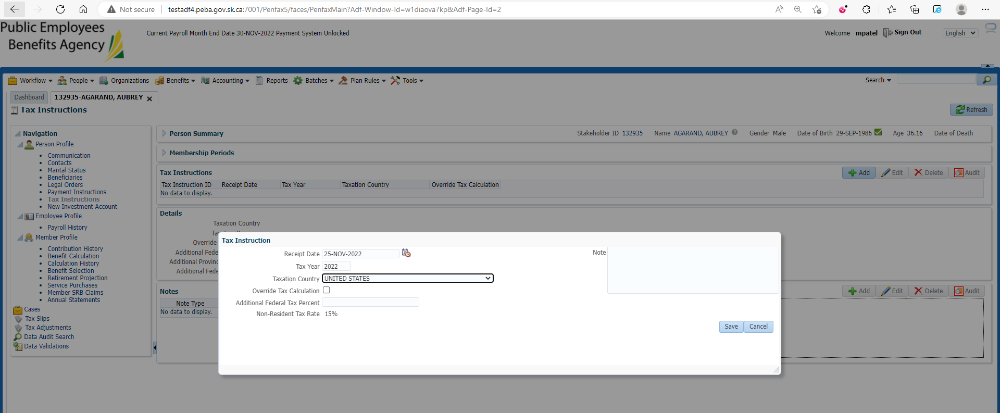 Not secure
testadf4.peba.gov.sk.ca:7001/Penfax5/faces/PenfaxMain?Adf-Window-Id=w1diaova7kp&Adf-Page-Id=2
Public Employees
Benefits Agency
Current Payroll Month End Date 30-NOV-2022 Payment System Unlocked
Welcome mpatel Sign Out English
Workflow People Organizations Benefits Accounting Reports Batches Plan Rules Tools Search
Dashboard 132935-AGARAND, AUBREY
Tax Instructions
Refresh
Navigation
Person Profile
Communication
Contacts
Marital Status
Beneficiaries
Legal Orders
Payment Instructions
Tax Instructions
New Investment Account
Employee Profile
Payroll History
Member Profile
Contribution History
Benefit Calculation
Calculation History
Benefit Selection
Retirement Projection
Service Purchases
Member SRB Claims
Annual Statements
Cases
Tax Slips
Tax Adjustments
Data Audit Search
Data Validations
Person Summary Stakeholder ID 132935 Name AGARAND, AUBREY Gender Male Date of Birth 29-SEP-1986 Age 36.16 Date of Death
Membership Periods
Tax Instructions Add Edit Delete Audit
Tax Instruction ID Receipt Date Tax Year Taxation Country Override Tax Calculation
No data to display.
Details
Taxation Country
Override
Additional Fede
Additional Provinc
Additional Fede
Notes Add Edit Delete Audit
Note Type
No data to display.
Tax Instruction
Receipt Date 25-NOV-2022
Tax Year 2022
Taxation Country UNITED STATES
Override Tax Calculation
Additional Federal Tax Percent
Non-Resident Tax Rate 15%
Note
Save Cancel